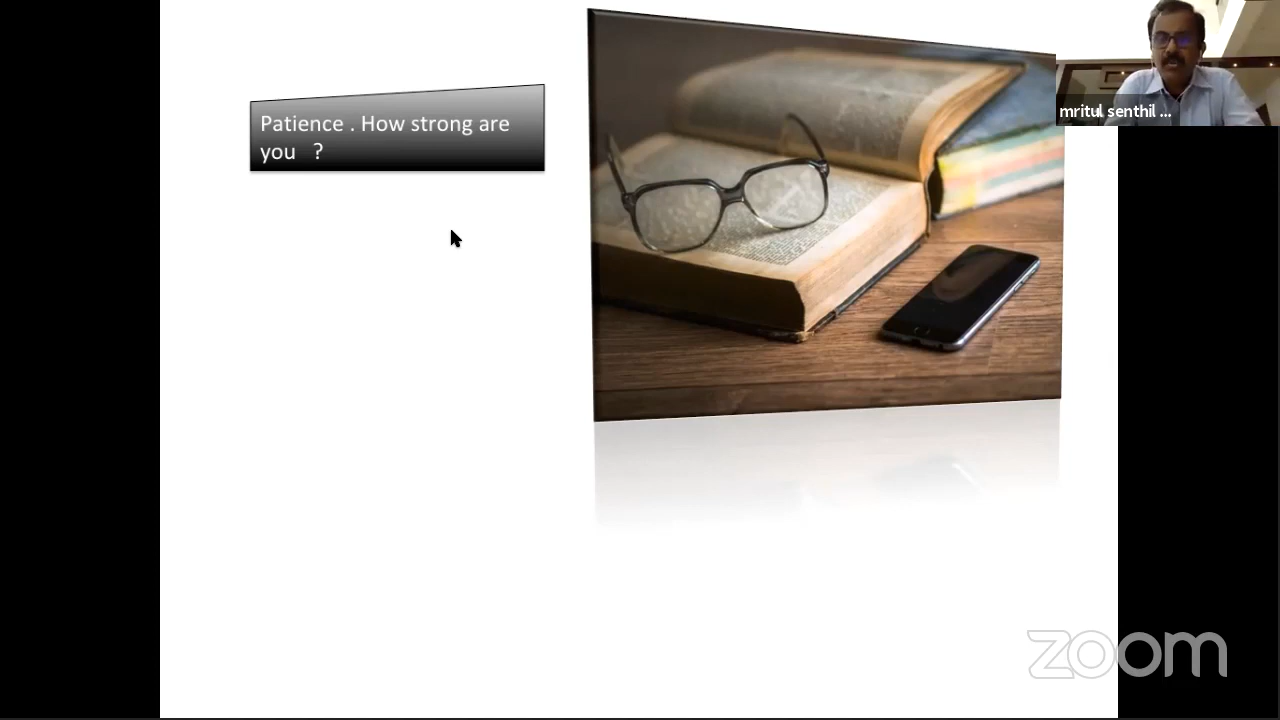 Patience . How strong are
you ?
mritul senthil ...
zoom